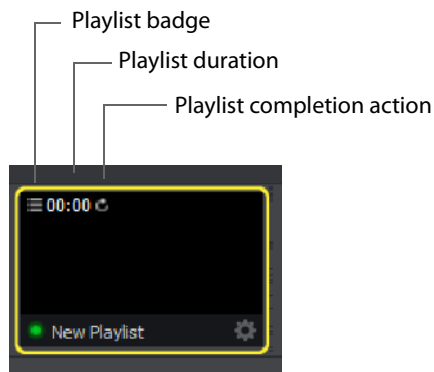 Playlist badge
Playlist duration
Playlist completion action
00:00
New Playlist